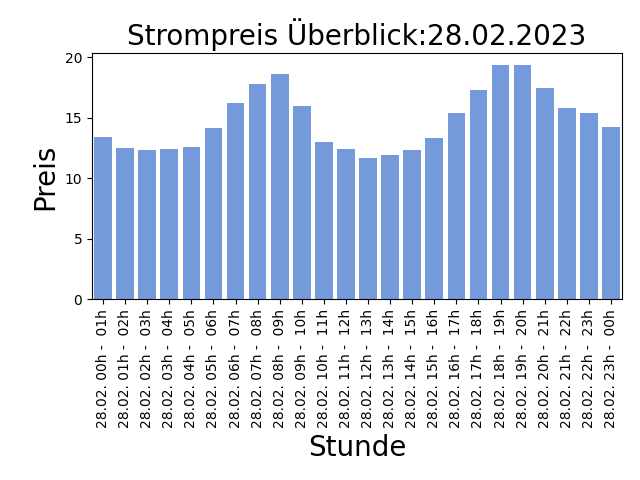 Strompreis Überblick:28.02.2023
Preis
20
15
10
5
0
28.02. 00h - 01h
28.02. 01h - 02h
28.02. 02h - 03h
28.02. 03h - 04h
28.02. 04h - 05h
28.02. 05h - 06h
28.02. 06h - 07h
28.02. 07h - 08h
28.02. 08h - 09h
28.02. 09h - 10h
28.02. 10h - 11h
28.02. 11h - 12h
28.02. 12h - 13h
28.02. 13h - 14h
28.02. 14h - 15h
28.02. 15h - 16h
28.02. 16h - 17h
28.02. 17h - 18h
28.02. 18h - 19h
28.02. 19h - 20h
28.02. 20h - 21h
28.02. 21h - 22h
28.02. 22h - 23h
28.02. 23h - 00h
Stunde